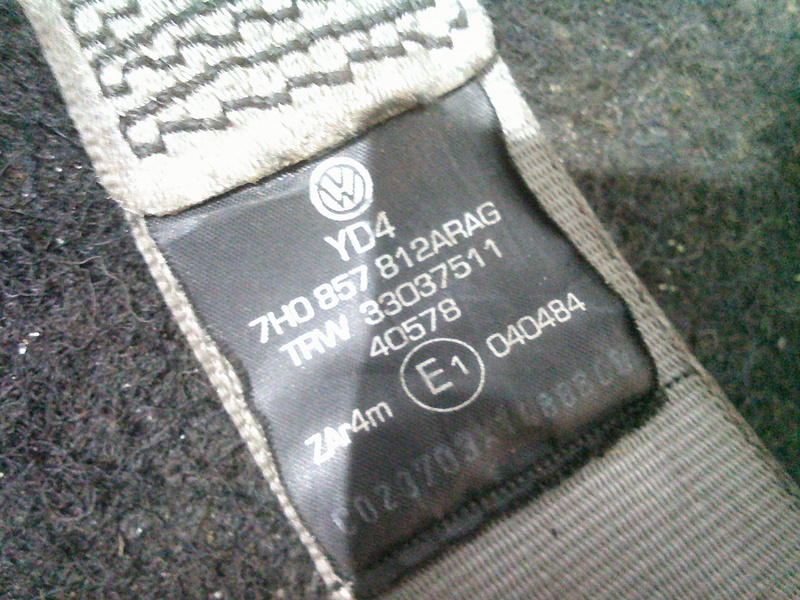 YD4
7H0 857 812ARAG
TRW 33037511
40578
E1 040484
ZAr4m